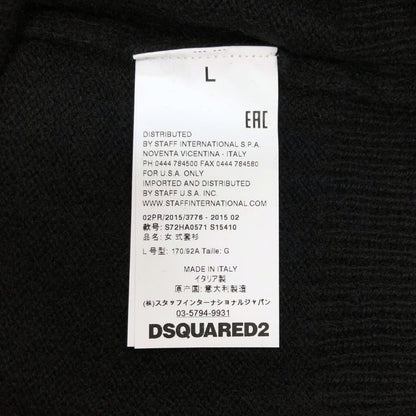 L
EAC
DISTRIBUTED
BY STAFF INTERNATIONAL S.P.A.
NOVENTA VICENTINA - ITALY
PH 0444 784500 FAX 0444 784580
FOR U.S.A. ONLY
IMPORTED AND DISTRIBUTED
BY STAFF U.S.A. INC.
WWW.STAFFINTERNATIONAL.COM
02PR/2015/3776 - 2015 02
款号: S72HA0571 S15410
品名: 女 式套衫
L 号型: 170/92A Taille: G
MADE IN ITALY
イタリア製
原产国: 意大利製造
(株)スタッフインターナショナルジャパン
03-5794-9931
DSQUARED2